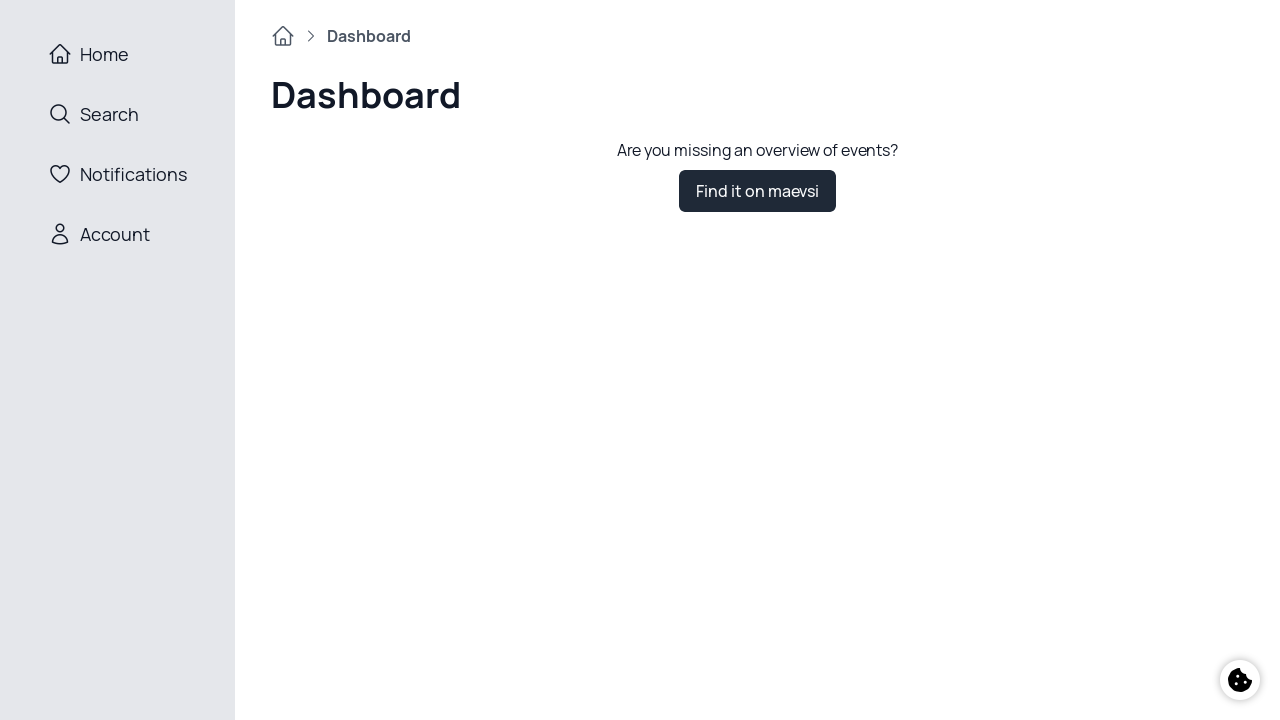 Home
Search
Notifications
Account
Dashboard
Dashboard
Are you missing an overview of events?
Find it on maevsi